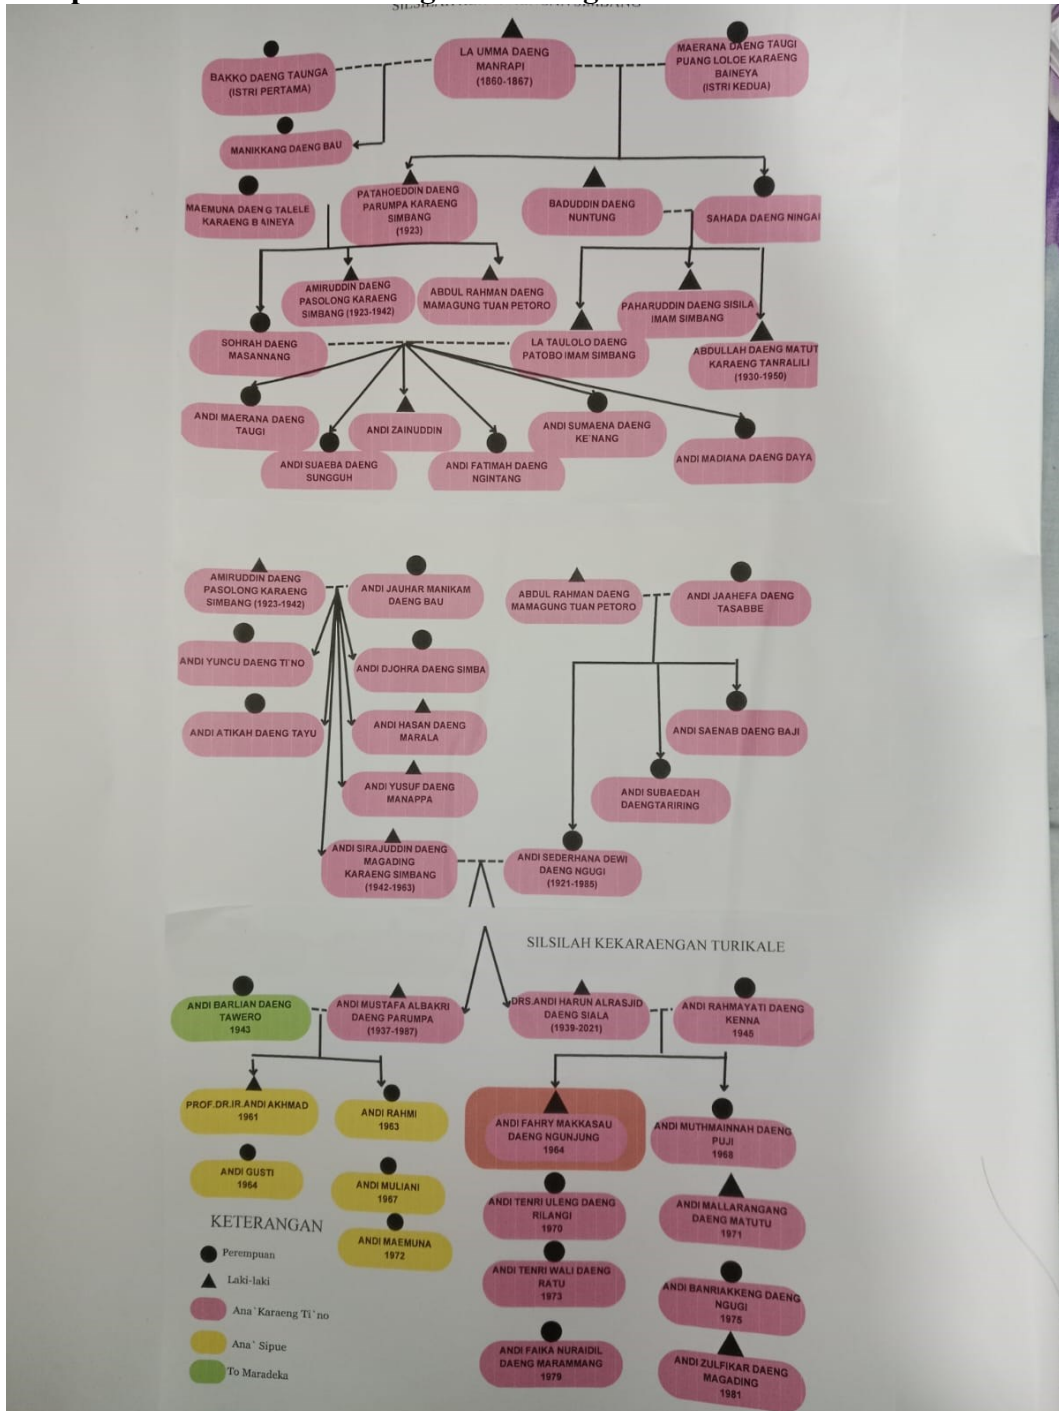 LA UMMA DAENG
MANRAPI
(1860-1867)
MAERANA DAENG TAUGI
PUANG LOLOE KARAENG
BAINEYA
(ISTRI KEDUA)
BAKKO DAENG TAUNGA
(ISTRI PERTAMA)
MANIKKANG DAENG BAU
MAEMUNA DAENG TALELE
KARAENG BAINEYA
PATAHOEDDIN DAENG
PARUMPA KARAENG
SIMBANG
(1923)
BADUDDIN DAENG
NUNTUNG
SAHADA DAENG NINGAI
AMIRUDDIN DAENG
PASOLONG KARAENG
SIMBANG (1923-1942)
ABDUL RAHMAN DAENG
MAMAGUNG TUAN PETORO
PAHARUDDIN DAENG SISILA
IMAM SIMBANG
SOHRAH DAENG
MASANNANG
LA TAULOLO DAENG
PATOBO IMAM SIMBANG
ABDULLAH DAENG MATUT
KARAENG TANRALILI
(1930-1950)
ANDI MAERANA DAENG
TAUGI
ANDI SUAEBA DAENG
SUNGGUH
ANDI ZAINUDDIN
ANDI FATIMAH DAENG
NGINTANG
ANDI SUMAENA DAENG
KE'NANG
ANDI MADIANA DAENG DAYA
AMIRUDDIN DAENG
PASOLONG KARAENG
SIMBANG (1923-1942)
ANDI JAUHAR MANIKAM
DAENG BAU
ABDUL RAHMAN DAENG
MAMAGUNG TUAN PETORO
ANDI JAAHEFA DAENG
TASABBE
ANDI YUNCU DAENG TI'NO
ANDI DJOHRA DAENG SIMBA
ANDI ATIKAH DAENG TAYU
ANDI HASAN DAENG
MARALA
ANDI SAENAB DAENG BAJI
ANDI YUSUF DAENG
MANAPPA
ANDI SUBAEDAH
DAENGTARIRING
ANDI SIRAJUDDIN DAENG
MAGADING
KARAENG SIMBANG
(1942-1963)
ANDI SEDERHANA DEWI
DAENG NGUGI
(1921-1985)
SILSILAH KEKARAENGAN TURIKALE
ANDI BARLIAN DAENG
TAWERO
1943
ANDI MUSTAFA ALBAKRI
DAENG PARUMPA
(1937-1987)
DRS.ANDI HARUN ALRASJID
DAENG SIALA
(1939-2021)
ANDI RAHMAYATI DAENG
KENNA
1945
PROF.DR.IR.ANDI AKHMAD
1961
ANDI RAHMI
1963
ANDI FAHRY MAKKASAU
DAENG NGUNJUNG
1964
ANDI MUTHMAINNAH DAENG
PUJI
1968
ANDI GUSTI
1964
ANDI MULIANI
1967
ANDI TENRI ULENG DAENG
RILANGI
1970
ANDI MALLARANGANG
DAENG MATUTU
1971
ANDI MAEMUNA
1972
ANDI TENRI WALI DAENG
RATU
1973
ANDI BANRIAKKENG DAENG
NGUGI
1975
ANDI FAIKA NURAIDIL
DAENG MARAMMANG
1979
ANDI ZULFIKAR DAENG
MAGADING
1981
KETERANGAN
Perempuan
Laki-laki
Ana`Karaeng Ti`no
Ana` Sipue
To Maradeka